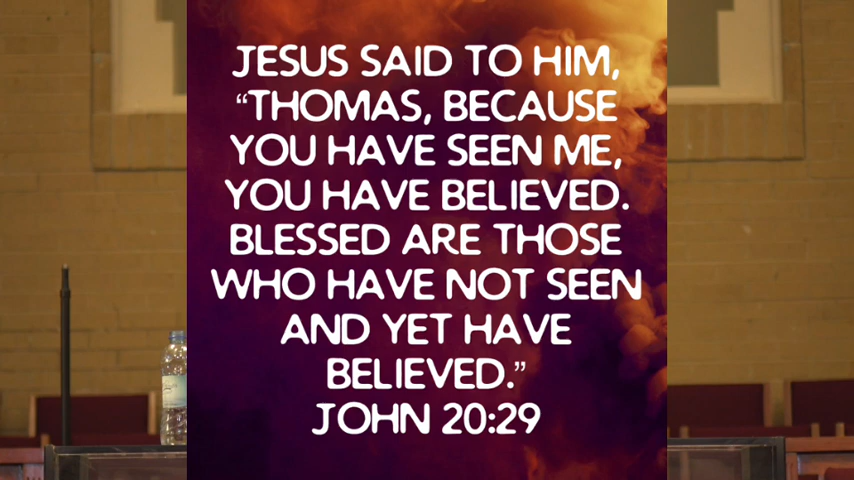 JESUS SAID TO HIM,
“THOMAS, BECAUSE
YOU HAVE SEEN ME,
YOU HAVE BELIEVED.
BLESSED ARE THOSE
WHO HAVE NOT SEEN
AND YET HAVE
BELIEVED.”
JOHN 20:29